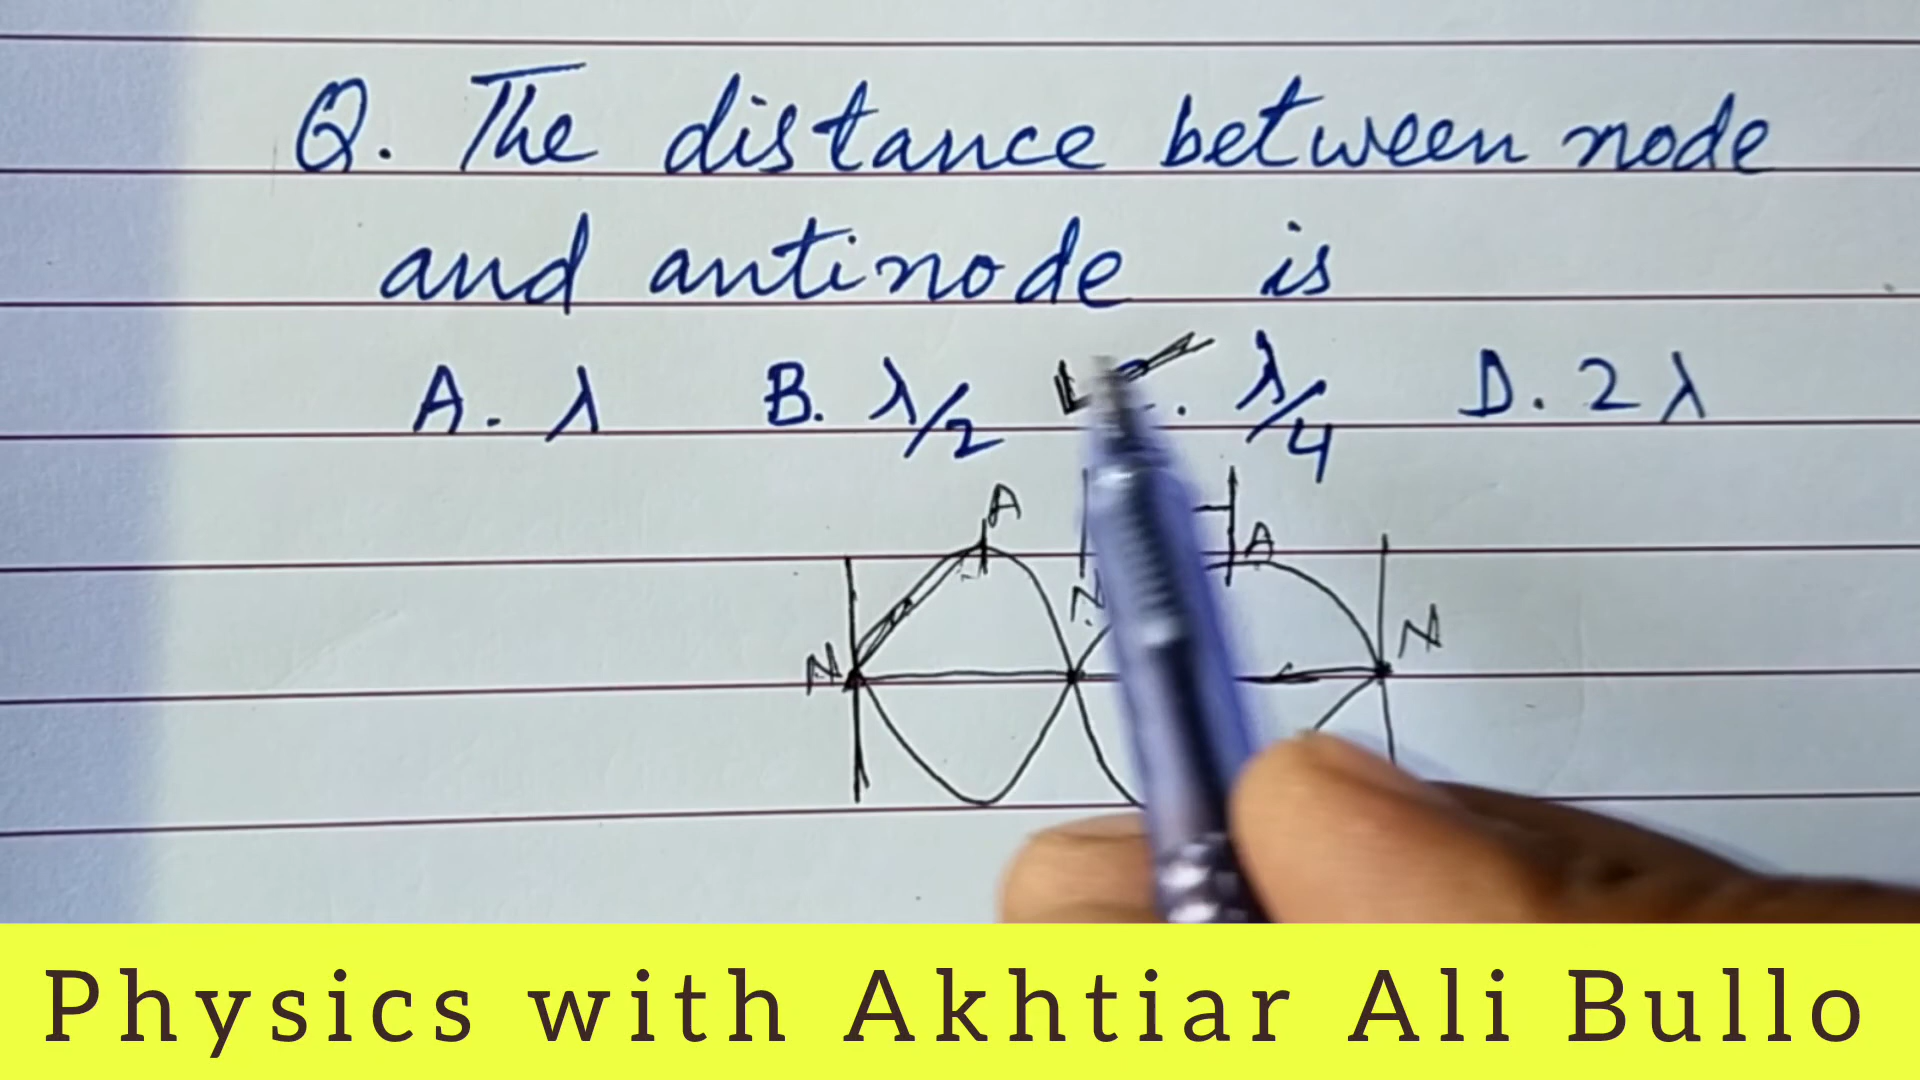 Q. The distance between node
and antinode is
A. λ B. λ/2 . λ/4 D. 2λ
A
A
N
N
N
Physics with Akhtiar Ali Bullo